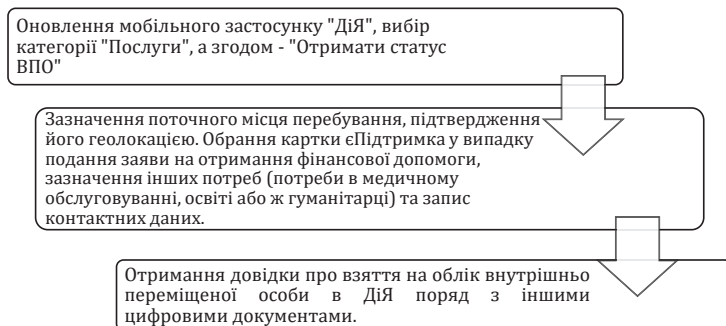 Оновлення мобільного застосунку "ДіЯ", вибір
категорії "Послуги", а згодом - "Отримати статус
ВПО"
Зазначення поточного місця перебування, підтвердження
його геолокацією. Обрання картки єПідтримка у випадку
подання заяви на отримання фінансової допомоги,
зазначення інших потреб (потреби в медичному
обслуговуванні, освіті або ж гуманітарці) та запис
контактних даних.
Отримання довідки про взяття на облік внутрішньо
переміщеної особи в ДіЯ поряд з іншими
цифровими документами.